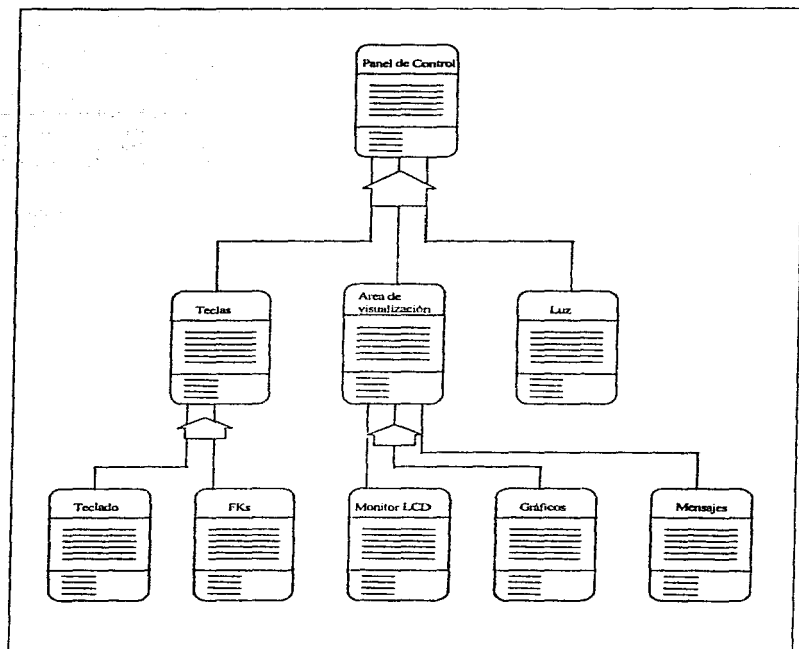 Panel de Control
Teclas
Area de
visualización
Luz
Teclado
FKs
Monitor LCD
Gráficos
Mensajes